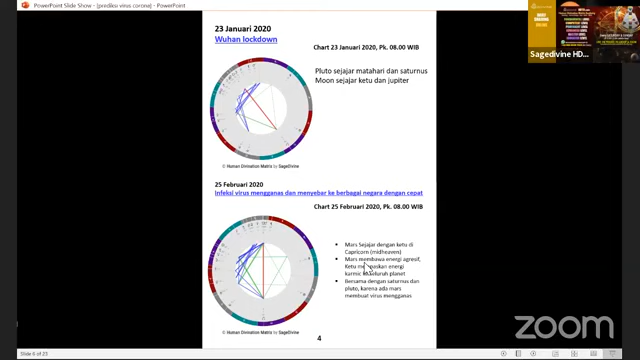 PowerPoint Slide Show - [prediksi virus corona] - PowerPoint
23 Januari 2020
Wuhan lockdown
Chart 23 Januari 2020, Pk. 08.00 WIB
Pluto sejajar matahari dan saturnus
Moon sejajar ketu dan jupiter
© Human Divination Matrix by SageDivine
25 Februari 2020
Infeksi virus mengganas dan menyebar ke berbagai negara dengan cepat
Chart 25 Februari 2020, Pk. 08.00 WIB
Mars Sejajar dengan ketu di
Capricorn (midheaven)
Mars membawa energi agresif,
Ketu melepaskan energi
karmic ke seluruh planet
Bersama dengan saturnus dan
pluto, karena ada mars
membuat virus mengganas
© Human Divination Matrix by SageDivine
4
Sagedivine HD...
zoom
Slide 4 of 23